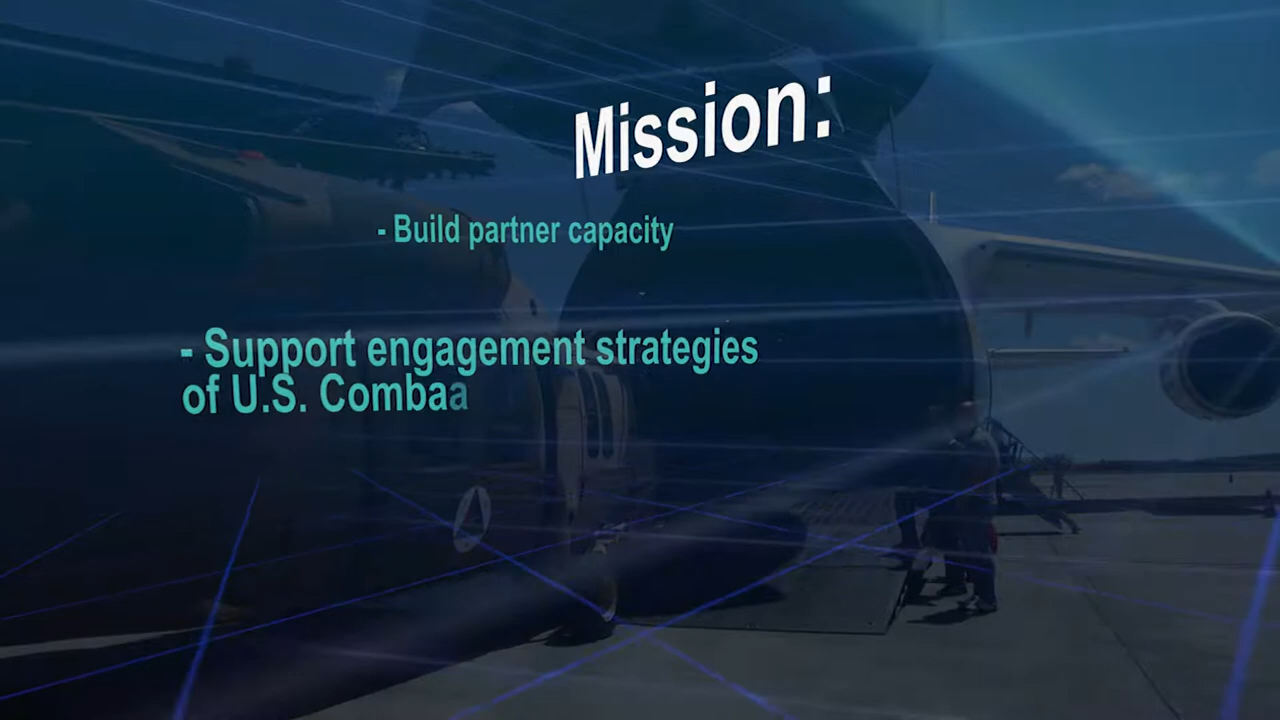 Mission:
- Build partner capacity
- Support engagement strategies
of U.S. Combaa